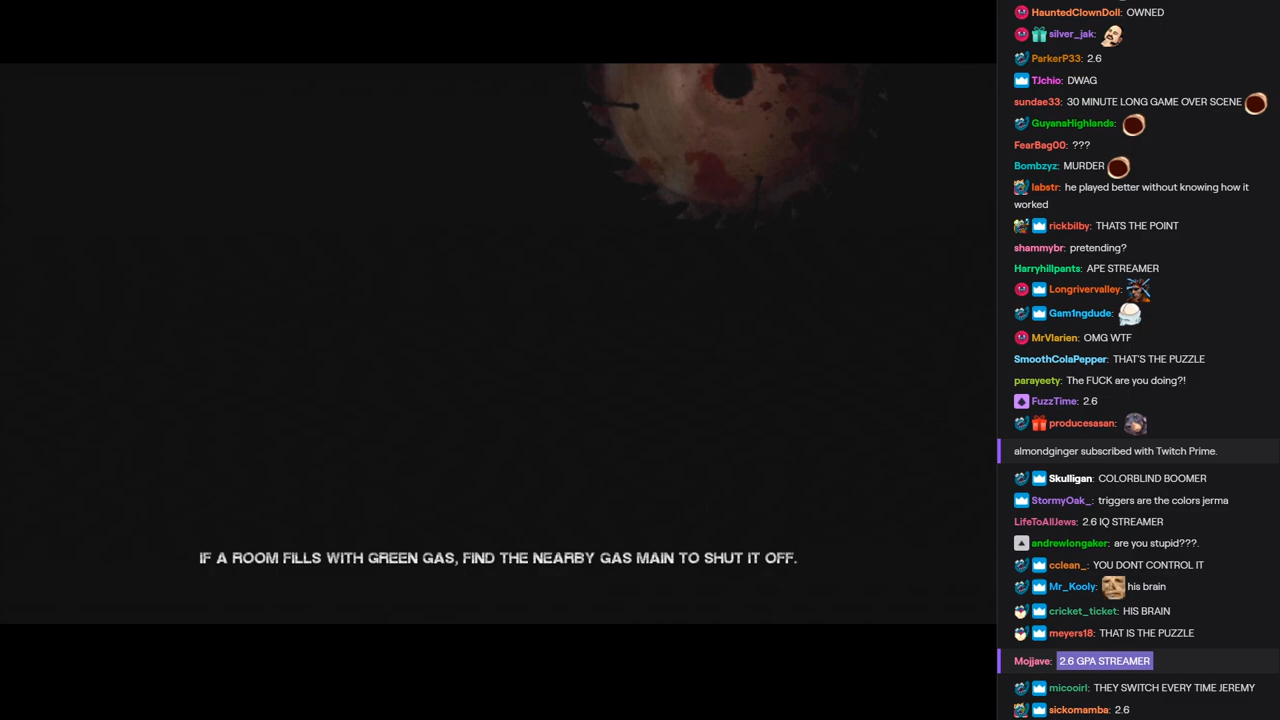 HauntedClownDoll: OWNED
silver_jak:
ParkerP33: 2.6
TJchio: DWAG
sundae33: 30 MINUTE LONG GAME OVER SCENE
GuyanaHighlands:
FearBag00: ???
Bombzyz: MURDER
labstr: he played better without knowing how it
worked
rickbilby: THATS THE POINT
shammybr: pretending?
Harryhillpants: APE STREAMER
Longrivervalley:
Gam1ngdude:
MrVlarien: OMG WTF
SmoothColaPepper: THAT'S THE PUZZLE
parayeety: The FUCK are you doing?!
FuzzTime: 2.6
producesasan:
almondginger subscribed with Twitch Prime.
Skulligan: COLORBLIND BOOMER
StormyOak_: triggers are the colors jerma
LifeToAllJews: 2.6 IQ STREAMER
andrewlongaker: are you stupid???.
cclean_: YOU DONT CONTROL IT
Mr_Kooly: his brain
cricket_ticket: HIS BRAIN
meyers18: THAT IS THE PUZZLE
Mojjave: 2.6 GPA STREAMER
micooirl: THEY SWITCH EVERY TIME JEREMY
sickomamba: 2.6
IF A ROOM FILLS WITH GREEN GAS, FIND THE NEARBY GAS MAIN TO SHUT IT OFF.